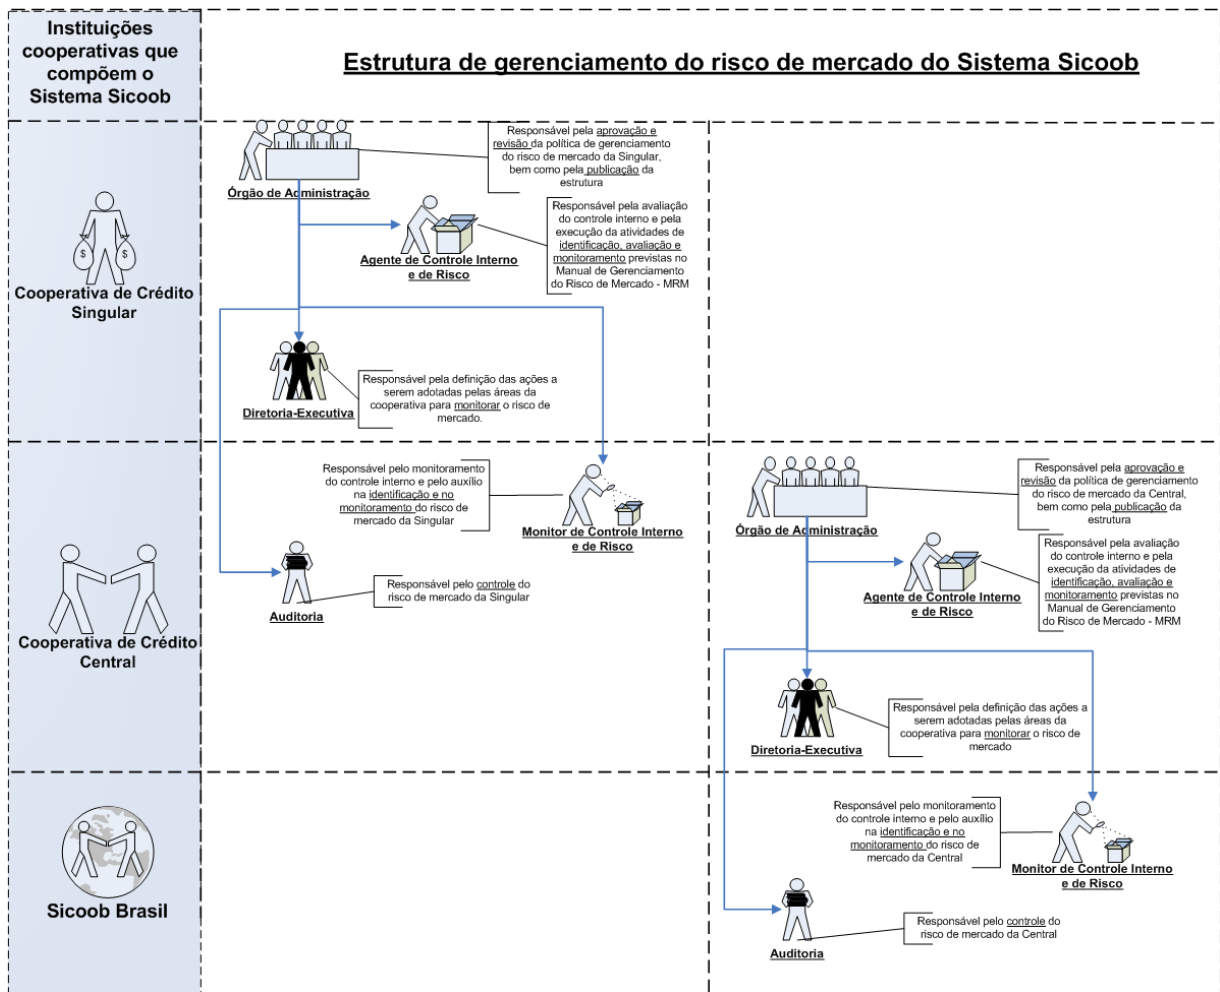 Instituições
cooperativas que
compõem o
Sistema Sicoob
Estrutura de gerenciamento do risco de mercado do Sistema Sicoob
Responsável pela aprovação e
revisão da política de gerenciamento
do risco de mercado da Singular,
bem como pela publicação da
estrutura
Órgão de Administração
Responsável pela avaliação
do controle interno e pela
execução da atividades de
identificação, avaliação e
monitoramento previstas no
Manual de Gerenciamento
do Risco de Mercado - MRM
Agente de Controle Interno
e de Risco
$
$
Cooperativa de Crédito
Singular
Responsável pela definição das ações a
serem adotadas pelas áreas da
cooperativa para monitorar o risco de
mercado.
Diretoria-Executiva
Responsável pelo monitoramento
do controle interno e pelo auxílio
na identificação e no
monitoramento do risco de
mercado da Singular
Monitor de Controle Interno
e de Risco
Responsável pelo controle do
risco de mercado da Singular
Auditoria
Cooperativa de Crédito
Central
Responsável pela aprovação e
revisão da política de gerenciamento
do risco de mercado da Central,
bem como pela publicação da
estrutura
Órgão de Administração
Responsável pela avaliação
do controle interno e pela
execução da atividades de
identificação, avaliação e
monitoramento previstas no
Manual de Gerenciamento
do Risco de Mercado - MRM
Agente de Controle Interno
e de Risco
Responsável pela definição das ações a
serem adotadas pelas áreas da
cooperativa para monitorar o risco de
mercado
Diretoria-Executiva
Responsável pelo monitoramento
do controle interno e pelo auxílio
na identificação e no
monitoramento do risco de
mercado da Central
Monitor de Controle Interno
e de Risco
Sicoob Brasil
Responsável pelo controle do
risco de mercado da Central
Auditoria